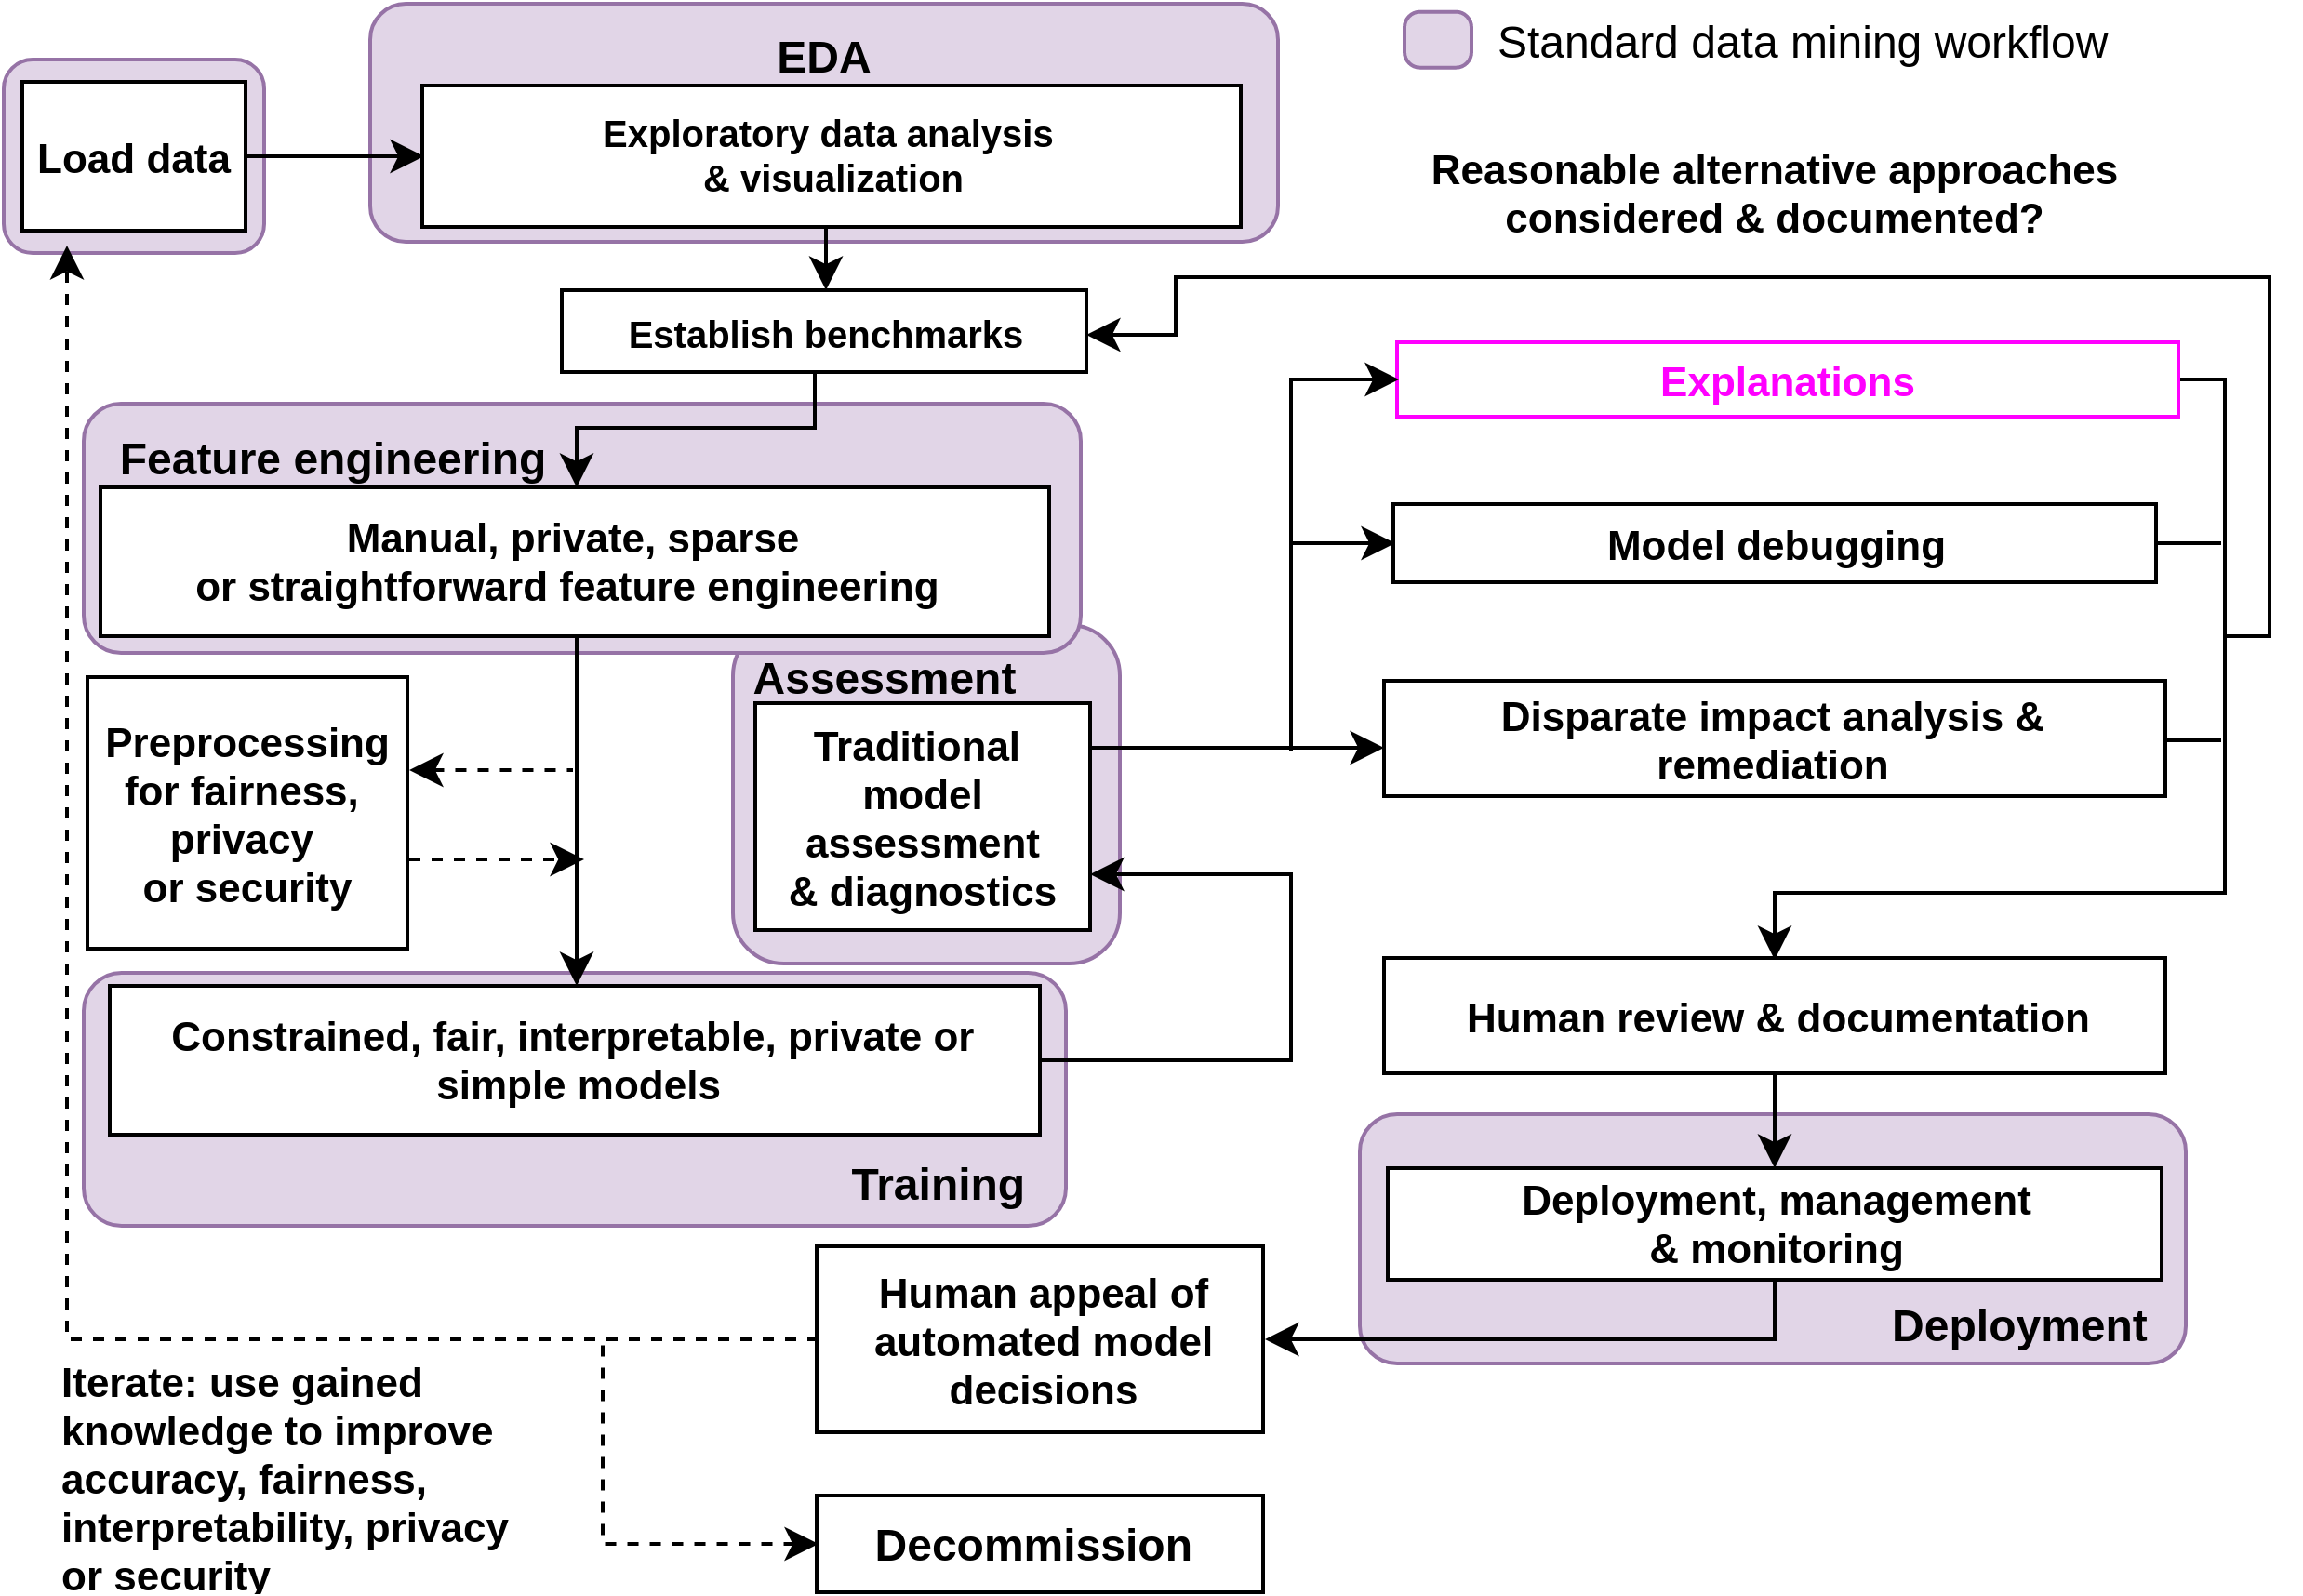 EDA
Standard data mining workflow
Load data
Exploratory data analysis
& visualization
Reasonable alternative approaches
considered & documented?
Establish benchmarks
Explanations
Feature engineering
Manual, private, sparse
or straightforward feature engineering
Model debugging
Assessment
Preprocessing
for fairness,
privacy
or security
Traditional
model
assessment
& diagnostics
Disparate impact analysis &
remediation
Constrained, fair, interpretable, private or
simple models
Training
Human review & documentation
Deployment, management
& monitoring
Deployment
Human appeal of
automated model
decisions
Iterate: use gained
knowledge to improve
accuracy, fairness,
interpretability, privacy
or security
Decommission